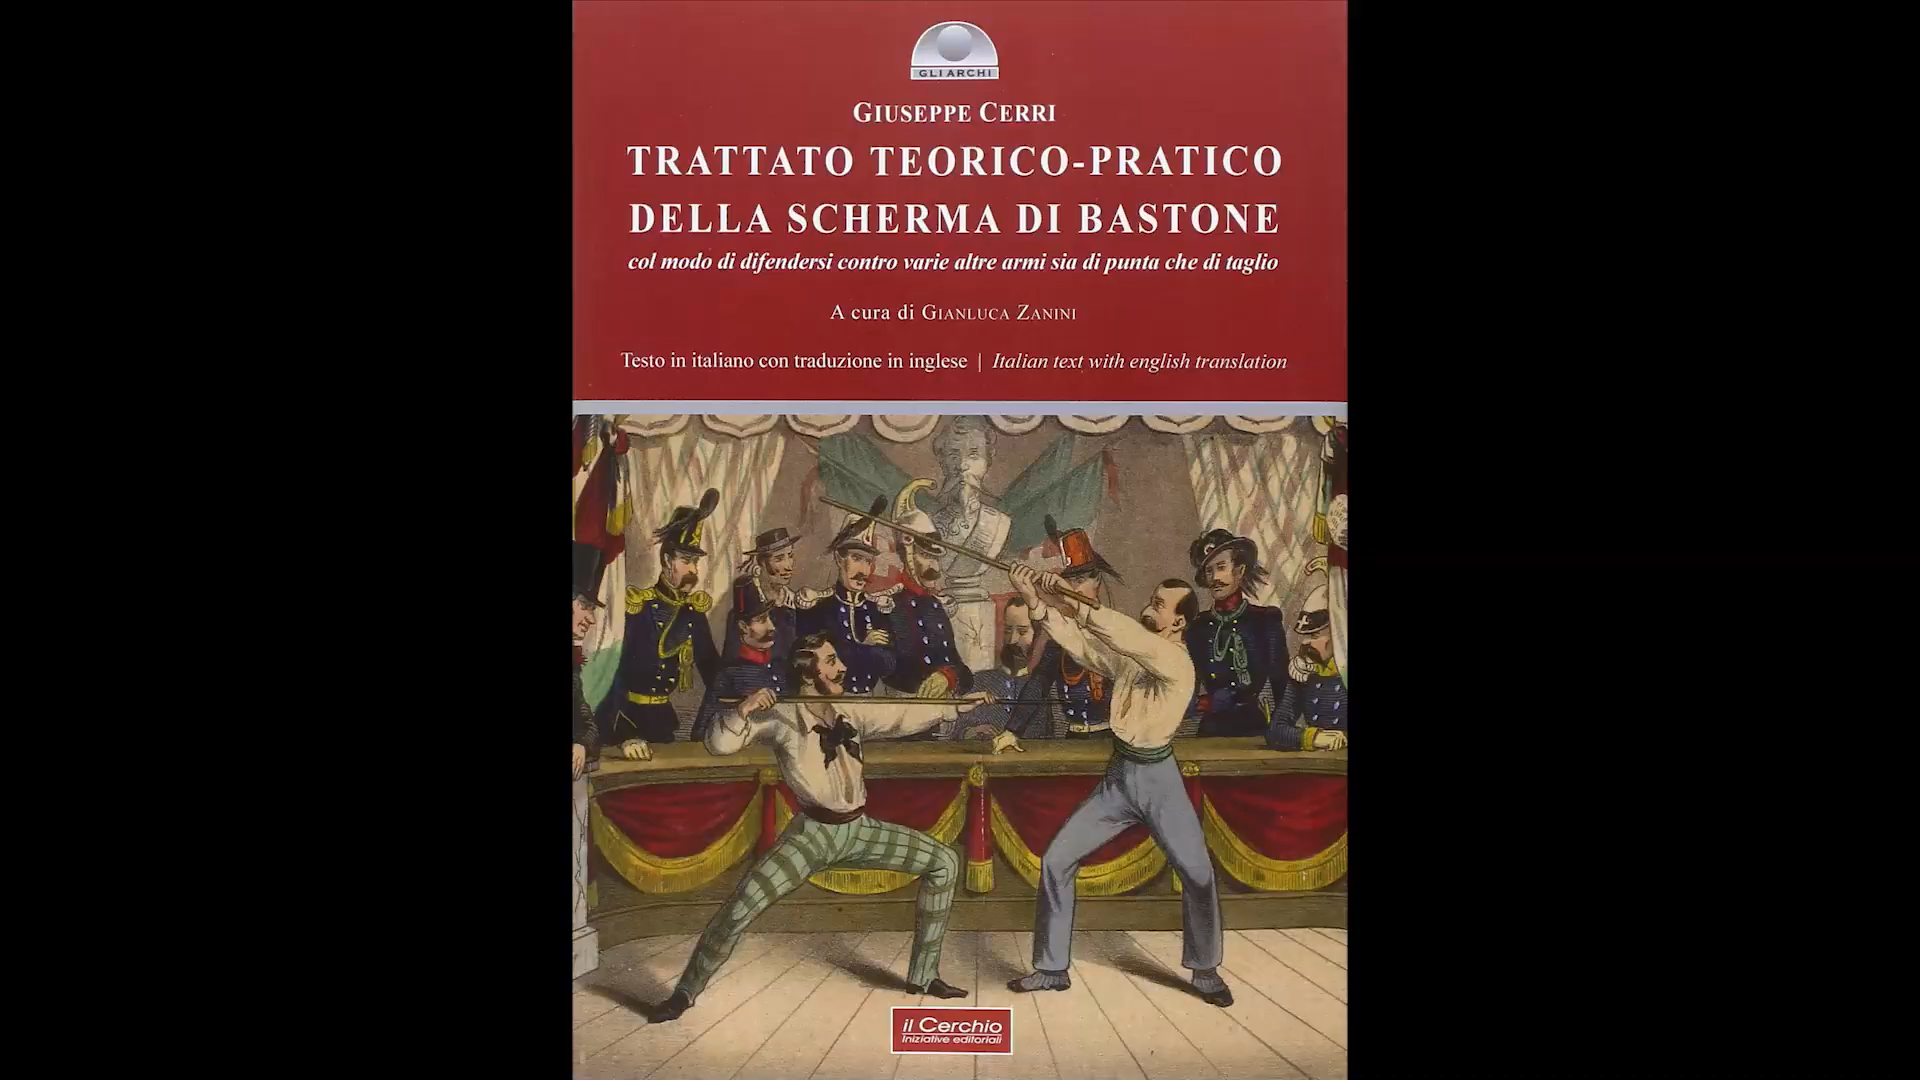 GLI ARCHI
GIUSEPPE CERRI
TRATTATO TEORICO-PRATICO
DELLA SCHERMA DI BASTONE
col modo di difendersi contro varie altre armi sia di punta che di taglio
A cura di GIANLUCA ZANINI
Testo in italiano con traduzione in inglese | Italian text with english translation
il Cerchio
Iniziative editoriali